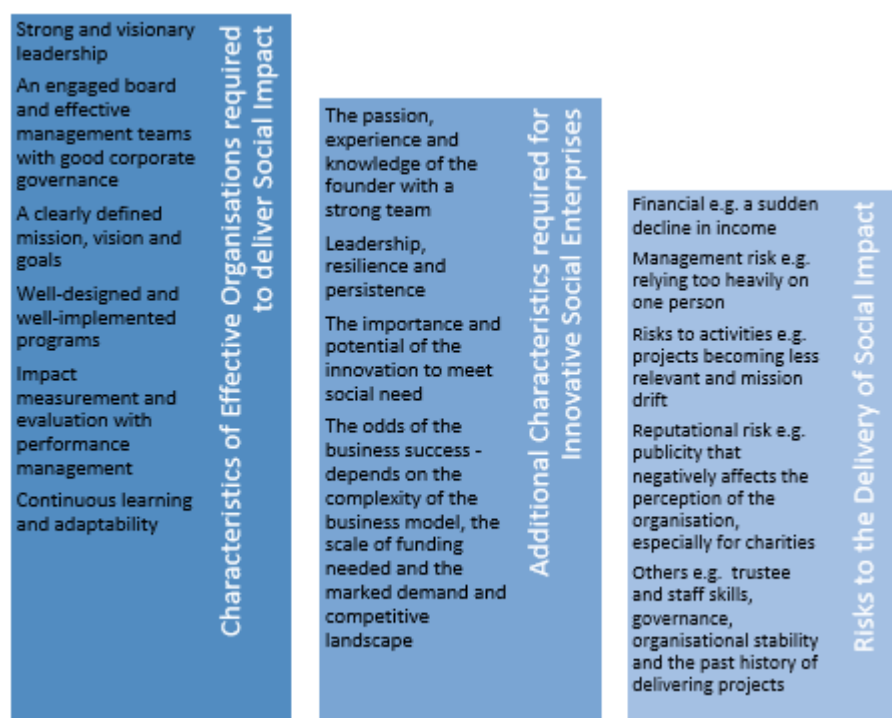 Strong and visionary
leadership
An engaged board
and effective
management teams
with good corporate
governance
A clearly defined
mission, vision and
goals
Well-designed and
well-implemented
programs
Impact
measurement and
evaluation with
performance
management
Continuous learning
and adaptability
Characteristics of Effective Organisations required
to deliver Social Impact
The passion,
experience and
knowledge of the
founder with a
strong team
Leadership,
resilience and
persistence
The importance and
potential of the
innovation to meet
social need
The odds of the
business success -
depends on the
complexity of the
business model, the
scale of funding
needed and the
marked demand and
competitive
landscape
Additional Characteristics required for
Innovative Social Enterprises
Financial e.g. a sudden
decline in income
Management risk e.g.
relying too heavily on
one person
Risks to activities e.g.
projects becoming less
relevant and mission
drift
Reputational risk e.g.
publicity that
negatively affects the
perception of the
organisation,
especially for charities
Others e.g. trustee
and staff skills,
governance,
organisational stability
and the past history of
delivering projects
Risks to the Delivery of Social Impact